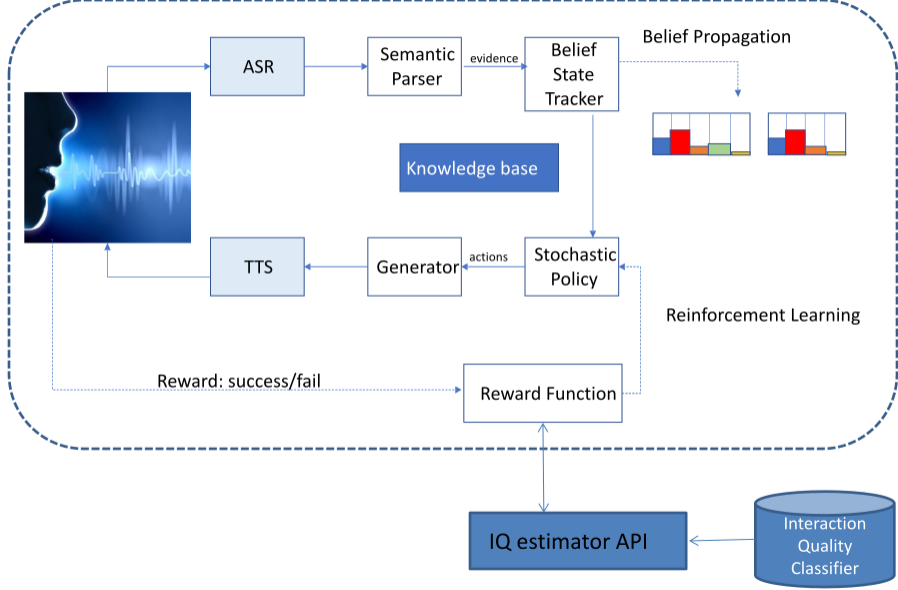 Belief Propagation
ASR
Semantic
Parser
evidence
Belief
State
Tracker
Knowledge base
TTS
Generator
actions
Stochastic
Policy
Reinforcement Learning
Reward: success/fail
Reward Function
IQ estimator API
Interaction
Quality
Classifier